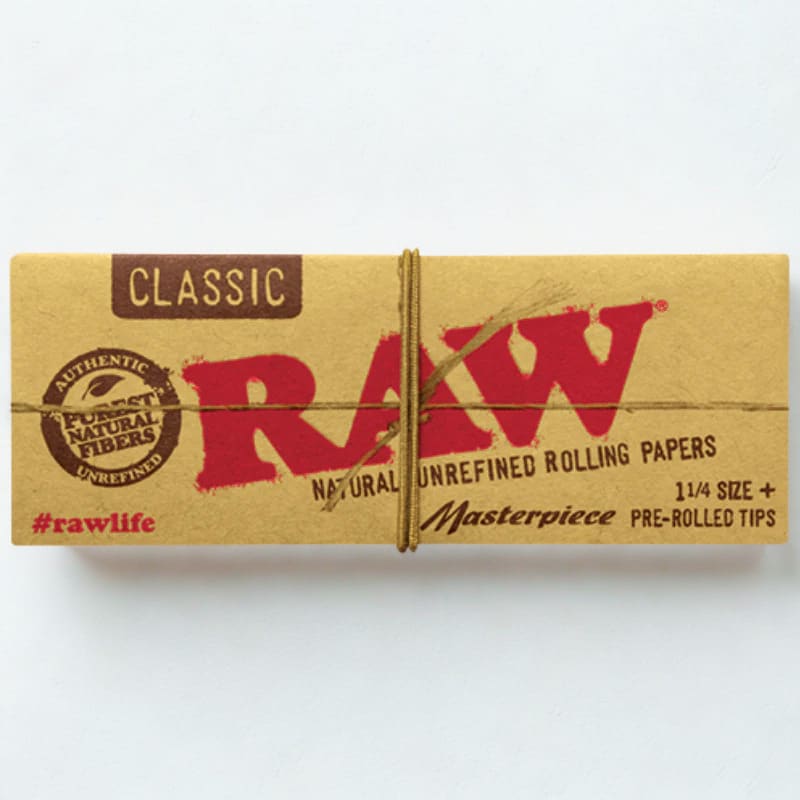 CLASSIC
AUTHENTIC
PUREST
NATURAL
FIBERS
UNREFINED
RAW®
NATURAL UNREFINED ROLLING PAPERS
Masterpiece
1 1/4 SIZE +
PRE-ROLLED TIPS
#rawlife